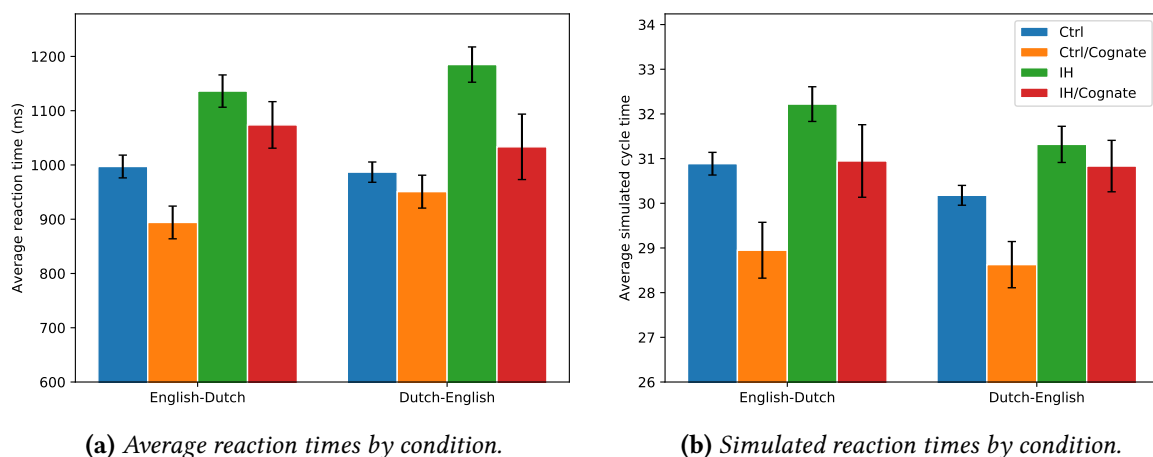 Average reaction time (ms)
1200
1100
1000
900
800
700
600
English-Dutch
Dutch-English
(a) Average reaction times by condition.
Average simulated cycle time
34
33
32
31
30
29
28
27
26
Ctrl
Ctrl/Cognate
IH
IH/Cognate
English-Dutch
Dutch-English
(b) Simulated reaction times by condition.